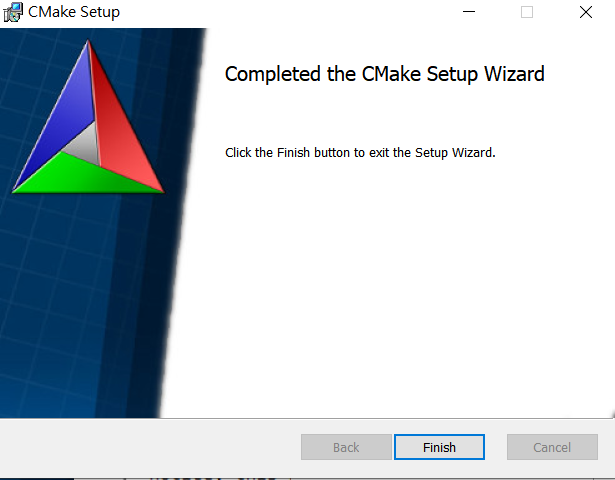 CMake Setup
Completed the CMake Setup Wizard
Click the Finish button to exit the Setup Wizard.
Back
Finish
Cancel